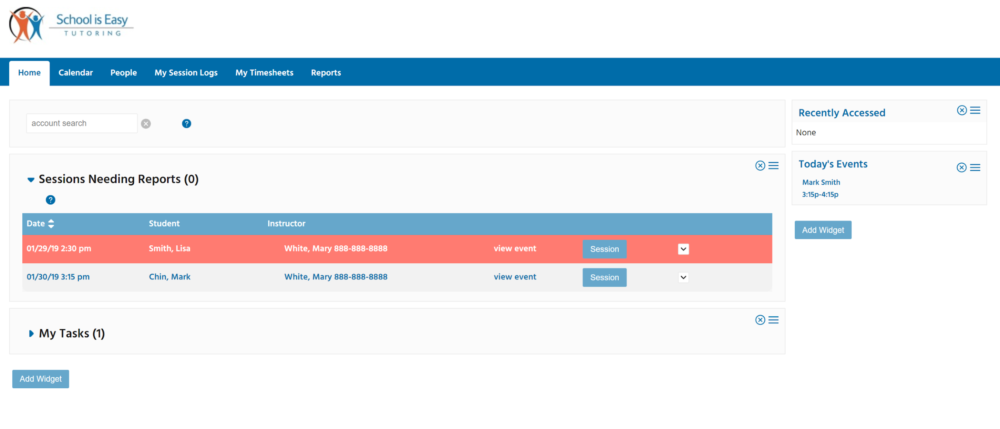 School is Easy
TUTORING
Home Calendar People My Session Logs My Timesheets Reports
account search
?
Sessions Needing Reports (0)
?
Date Student Instructor
01/29/19 2:30 pm Smith, Lisa White, Mary 888-888-8888 view event Session
01/30/19 3:15 pm Chin, Mark White, Mary 888-888-8888 view event Session
My Tasks (1)
Add Widget
Recently Accessed
None
Today's Events
Mark Smith
3:15p-4:15p
Add Widget